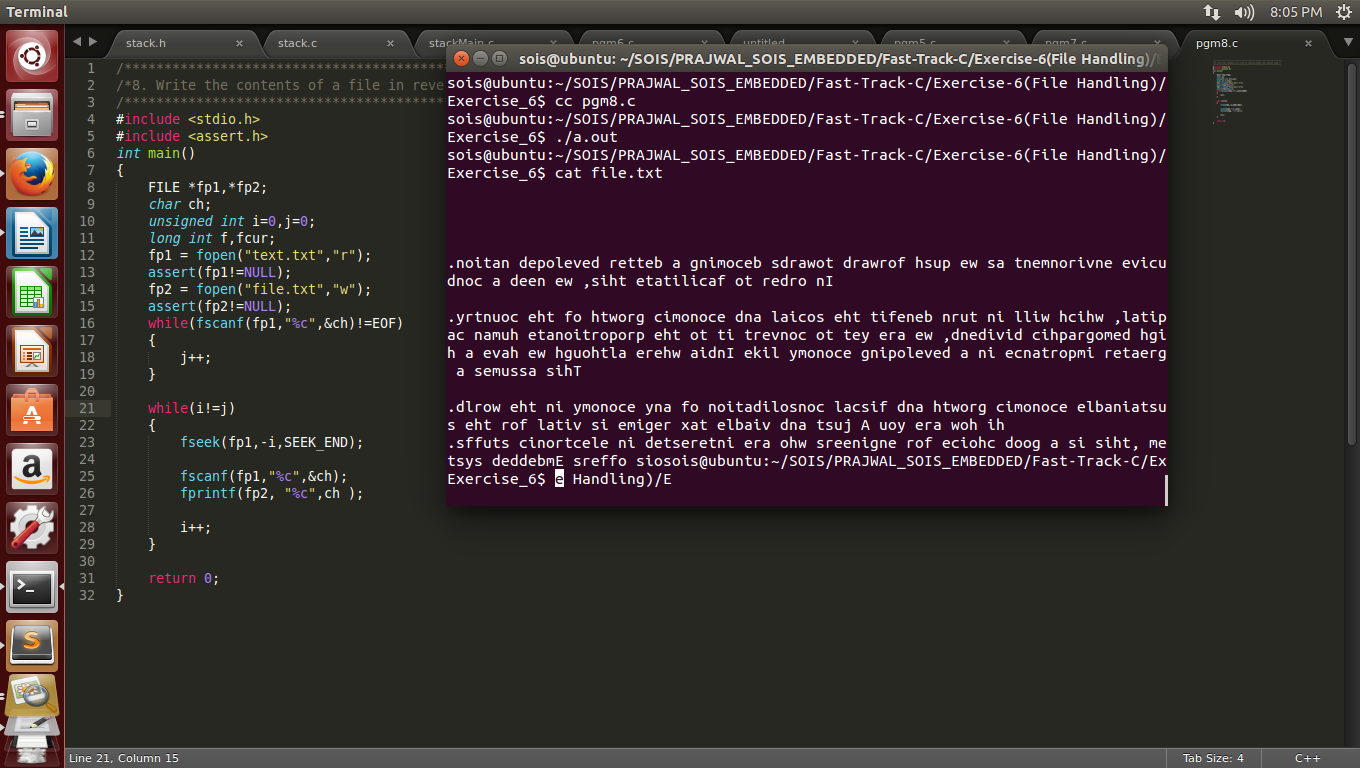 Terminal
8:05 PM
stack.h
stack.c
stackMain.c
pgm6.c
untitled
pgm5.c
pgm7.c
pgm8.c
1 /****************************************
2 /*8. Write the contents of a file in reve
3 /****************************************
4 #include <stdio.h>
5 #include <assert.h>
6 int main()
7 {
8 FILE *fp1,*fp2;
9 char ch;
10 unsigned int i=0,j=0;
11 long int f,fcur;
12 fp1 = fopen("text.txt","r");
13 assert(fp1!=NULL);
14 fp2 = fopen("file.txt","w");
15 assert(fp2!=NULL);
16 while(fscanf(fp1,"%c",&ch)!=EOF)
17 {
18 j++;
19 }
20
21 while(i!=j)
22 {
23 fseek(fp1,-i,SEEK_END);
24
25 fscanf(fp1,"%c",&ch);
26 fprintf(fp2, "%c",ch );
27
28 i++;
29 }
30
31 return 0;
32 }
sois@ubuntu: ~/SOIS/PRAJWAL_SOIS_EMBEDDED/Fast-Track-C/Exercise-6(File Handling)/E
sois@ubuntu:~/SOIS/PRAJWAL_SOIS_EMBEDDED/Fast-Track-C/Exercise-6(File Handling)/
Exercise_6$ cc pgm8.c
sois@ubuntu:~/SOIS/PRAJWAL_SOIS_EMBEDDED/Fast-Track-C/Exercise-6(File Handling)/
Exercise_6$ ./a.out
sois@ubuntu:~/SOIS/PRAJWAL_SOIS_EMBEDDED/Fast-Track-C/Exercise-6(File Handling)/
Exercise_6$ cat file.txt
.noitan depoleved retteb a gnimoceb sdrawot drawrof hsup ew sa tnemnorivne evicu
dnoc a deen ew ,siht etatilicaf ot redro nI
.yrtnuoc eht fo htworg cimonoce dna laicos eht tifeneb nrut ni lliw hcihw ,latip
ac namuh etanoitroporp eht ot ti trevnoc ot tey era ew ,dnedivid cihpargomed hgi
h a evah ew hguohtla erehw aidnI ekil ymonoce gnipoleved a ni ecnatropmi retaerg
a semussa sihT
.dlrow eht ni ymonoce yna fo noitadilosnoc lacsif dna htworg cimonoce elbaniatsu
s eht rof lativ si emiger xat elbaiv dna tsuj A uoy era woh ih
.sffuts cinortcele ni detseretni era ohw sreenigne rof eciohc doog a si siht, me
tsys deddebmE sreffo siosois@ubuntu:~/SOIS/PRAJWAL_SOIS_EMBEDDED/Fast-Track-C/Ex
Exercise_6$ e Handling)/E
Line 21, Column 15
Tab Size: 4
C++